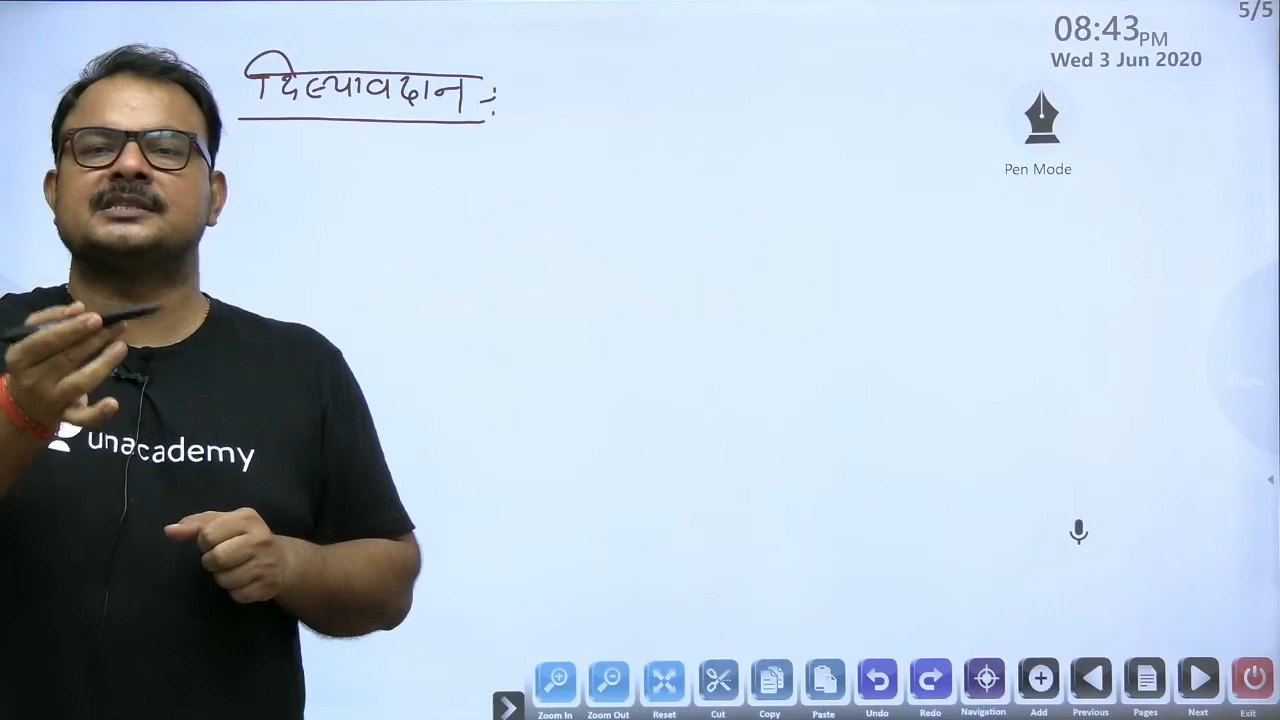 5/5
08:43PM
Wed 3 Jun 2020
दिव्यावदान :-
Pen Mode
unacademy
Zoom In Zoom Out Reset Cut Copy Paste Undo Redo Navigation Add Previous Pages Next Exit